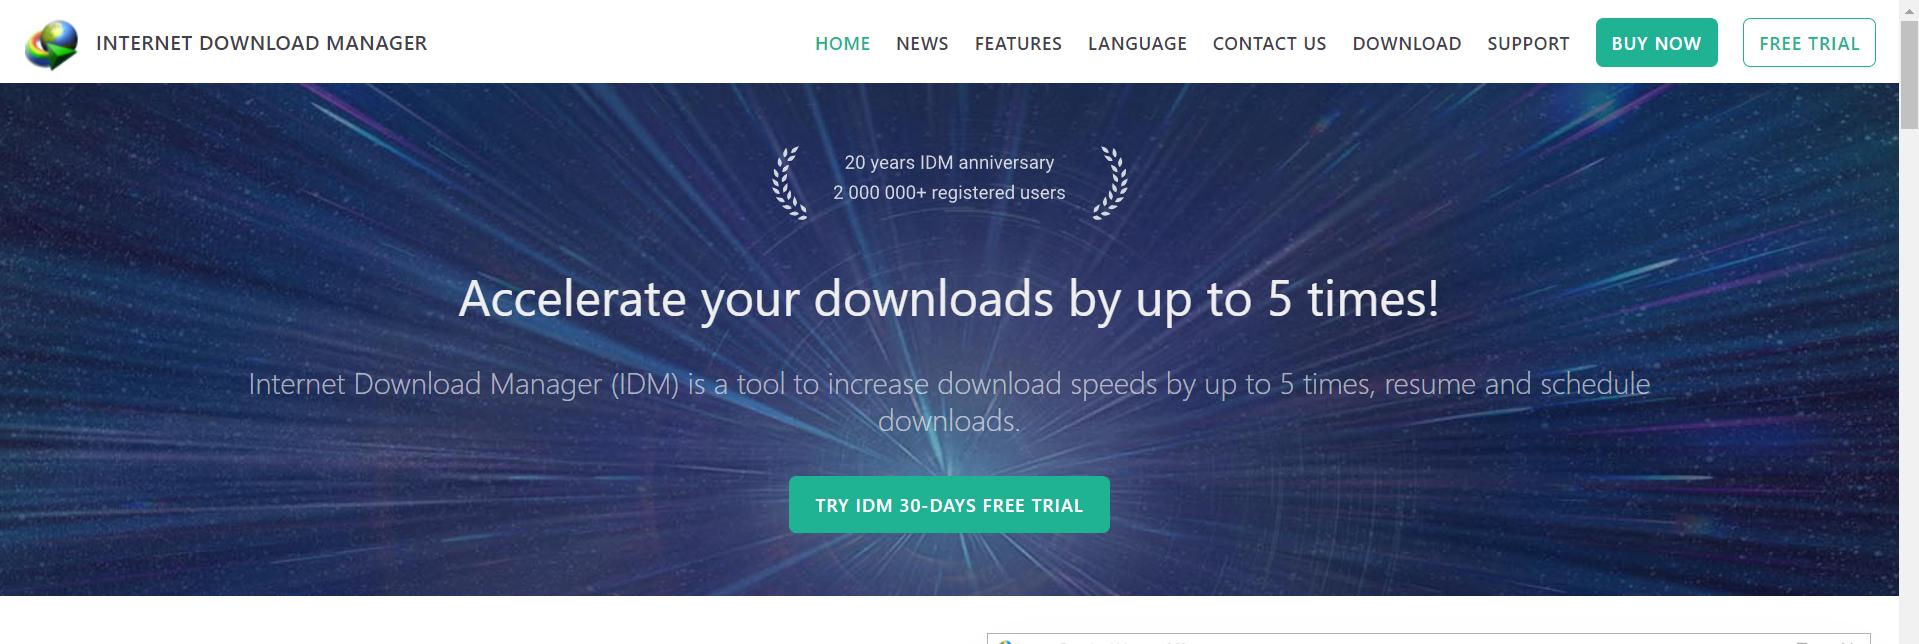 INTERNET DOWNLOAD MANAGER
HOME
NEWS
FEATURES
LANGUAGE
CONTACT US
DOWNLOAD
SUPPORT
BUY NOW
FREE TRIAL
20 years IDM anniversary
2 000 000+ registered users
Accelerate your downloads by up to 5 times!
Internet Download Manager (IDM) is a tool to increase download speeds by up to 5 times, resume and schedule
downloads.
TRY IDM 30-DAYS FREE TRIAL